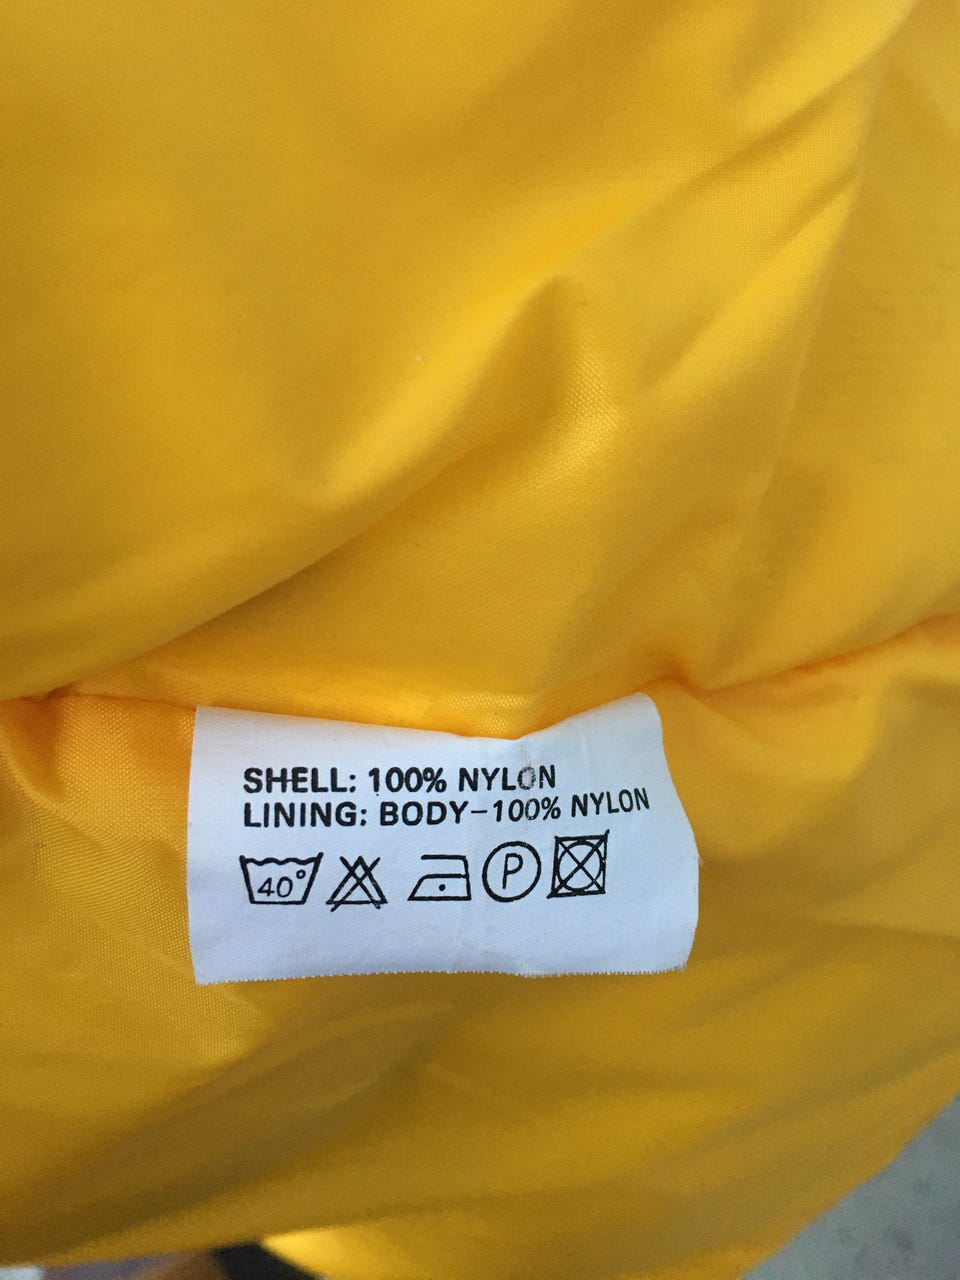 SHELL: 100% NYLON
LINING: BODY-100% NYLON
40° P